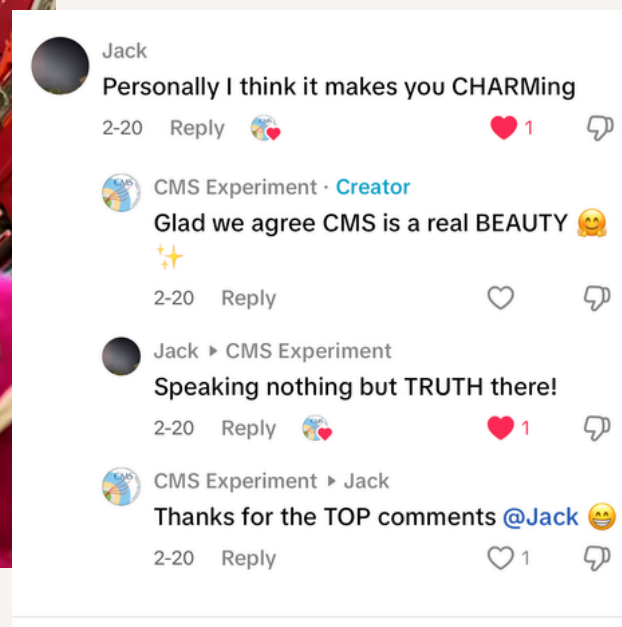 Jack
Personally I think it makes you CHARMing
2-20 Reply 1
CMS Experiment · Creator
Glad we agree CMS is a real BEAUTY 🤗
✨
2-20 Reply
Jack ▸ CMS Experiment
Speaking nothing but TRUTH there!
2-20 Reply 1
CMS Experiment ▸ Jack
Thanks for the TOP comments @Jack 😁
2-20 Reply 1